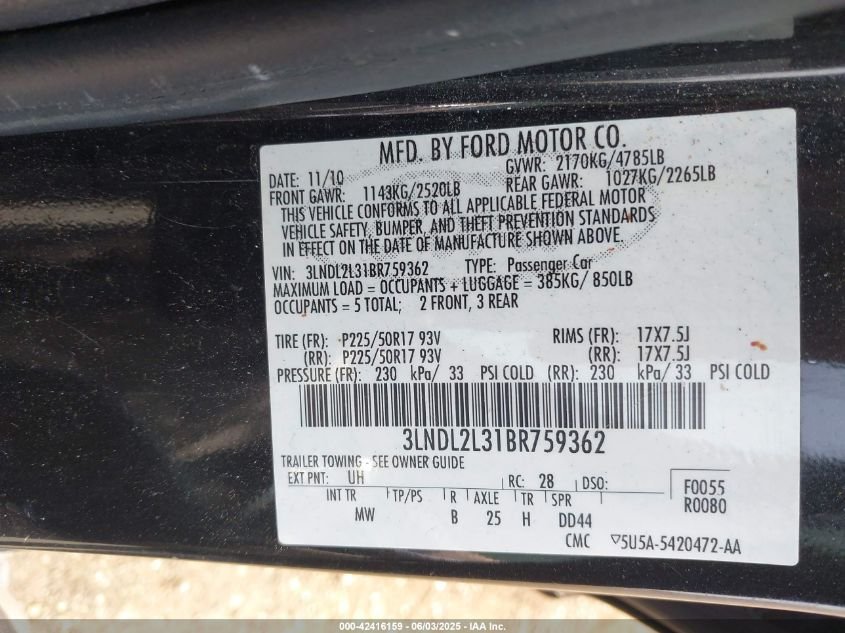 MFD. BY FORD MOTOR CO.
DATE: 11/10 GVWR: 2170KG/4785LB
FRONT GAWR: 1143KG/2520LB REAR GAWR: 1027KG/2265LB
THIS VEHICLE CONFORMS TO ALL APPLICABLE FEDERAL MOTOR
VEHICLE SAFETY, BUMPER, AND THEFT PREVENTION STANDARDS
IN EFFECT ON THE DATE OF MANUFACTURE SHOWN ABOVE.
VIN: 3LNDL2L31BR759362 TYPE: Passenger Car
MAXIMUM LOAD = OCCUPANTS + LUGGAGE = 385KG/ 850LB
OCCUPANTS = 5 TOTAL; 2 FRONT, 3 REAR
TIRE (FR): P225/50R17 93V RIMS (FR): 17X7.5J
(RR): P225/50R17 93V (RR): 17X7.5J
PRESSURE (FR): 230 kPa/ 33 PSI COLD (RR): 230 kPa/ 33 PSI COLD
3LNDL2L31BR759362
TRAILER TOWING - SEE OWNER GUIDE
EXT PNT: UH RC: 28 DSO: F0055
INT TR TP/PS R AXLE TR SPR R0080
MW B 25 H DD44
CMC ▽5U5A-5420472-AA
000-42416159 - 06/03/2025 - IAA Inc.